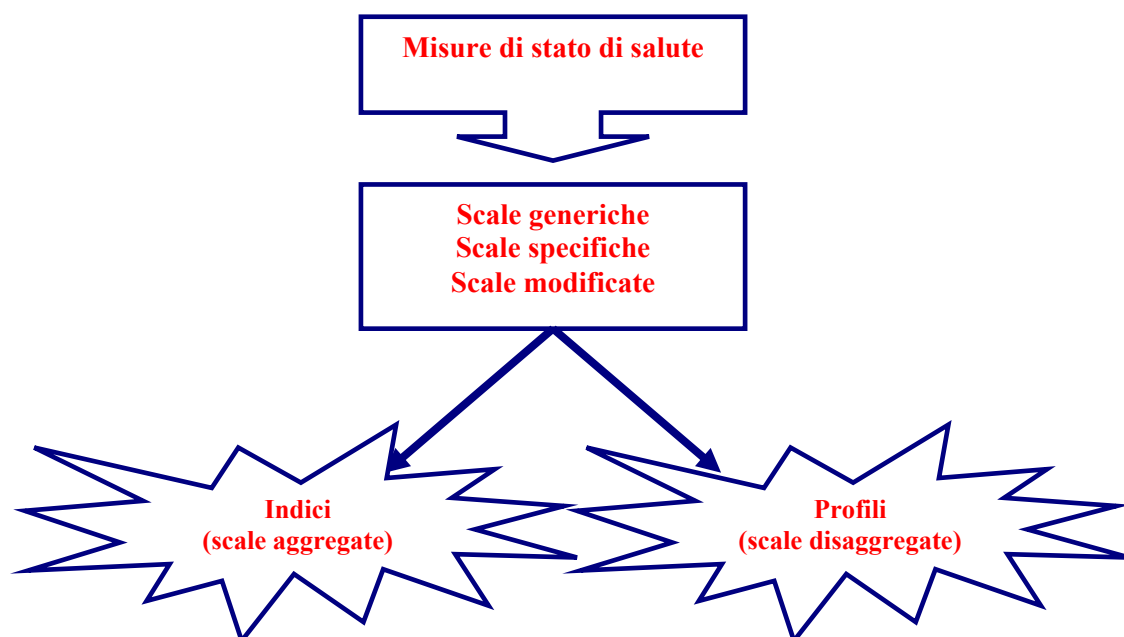 Misure di stato di salute
Scale generiche
Scale specifiche
Scale modificate
Indici
(scale aggregate)
Profili
(scale disaggregate)